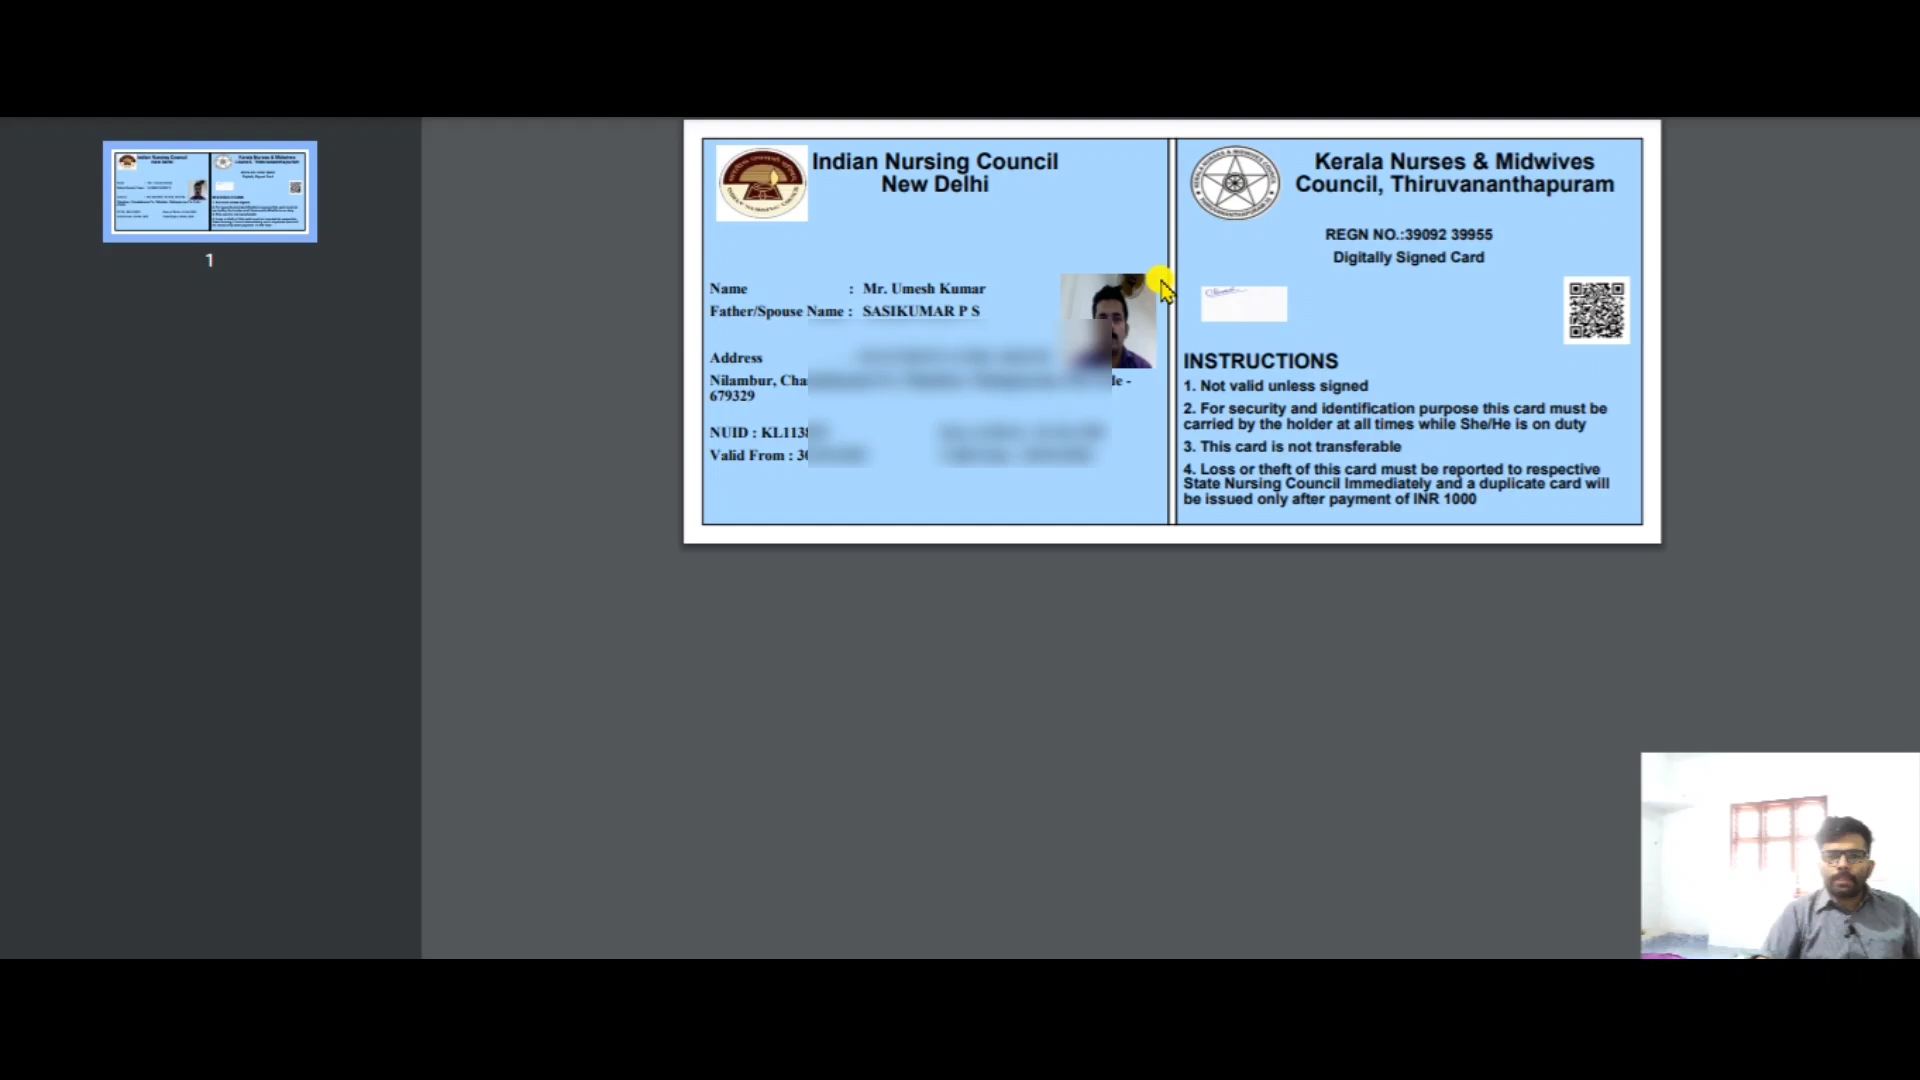 1
Indian Nursing Council
New Delhi
Name : Mr. Umesh Kumar
Father/Spouse Name : SASIKUMAR P S
Address
Nilambur,
679329
NUID :
Valid From :
Kerala Nurses & Midwives
Council, Thiruvananthapuram
REGN NO.:39092 39955
Digitally Signed Card
INSTRUCTIONS
1. Not valid unless signed
2. For security and identification purpose this card must be
carried by the holder at all times while She/He is on duty
3. This card is not transferable
4. Loss or theft of this card must be reported to respective
State Nursing Council Immediately and a duplicate card will
be issued only after payment of INR 1000